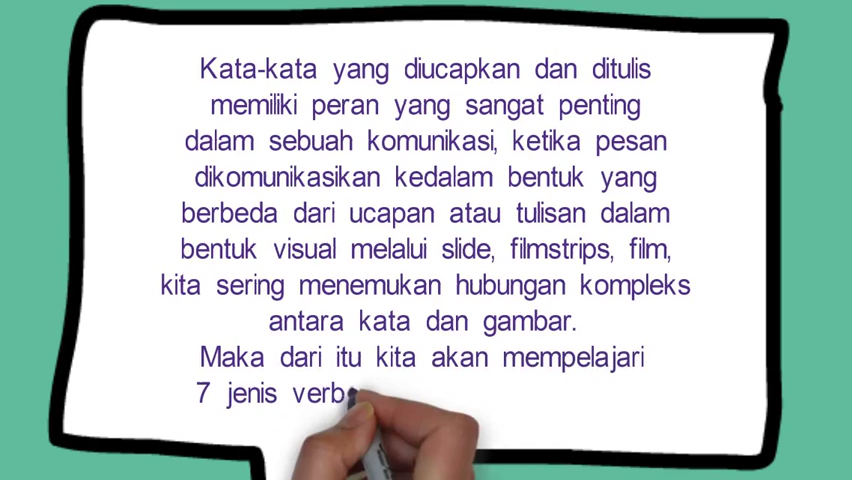 Kata-kata yang diucapkan dan ditulis
memiliki peran yang sangat penting
dalam sebuah komunikasi, ketika pesan
dikomunikasikan kedalam bentuk yang
berbeda dari ucapan atau tulisan dalam
bentuk visual melalui slide, filmstrips, film,
kita sering menemukan hubungan kompleks
antara kata dan gambar.
Maka dari itu kita akan mempelajari
7 jenis verb